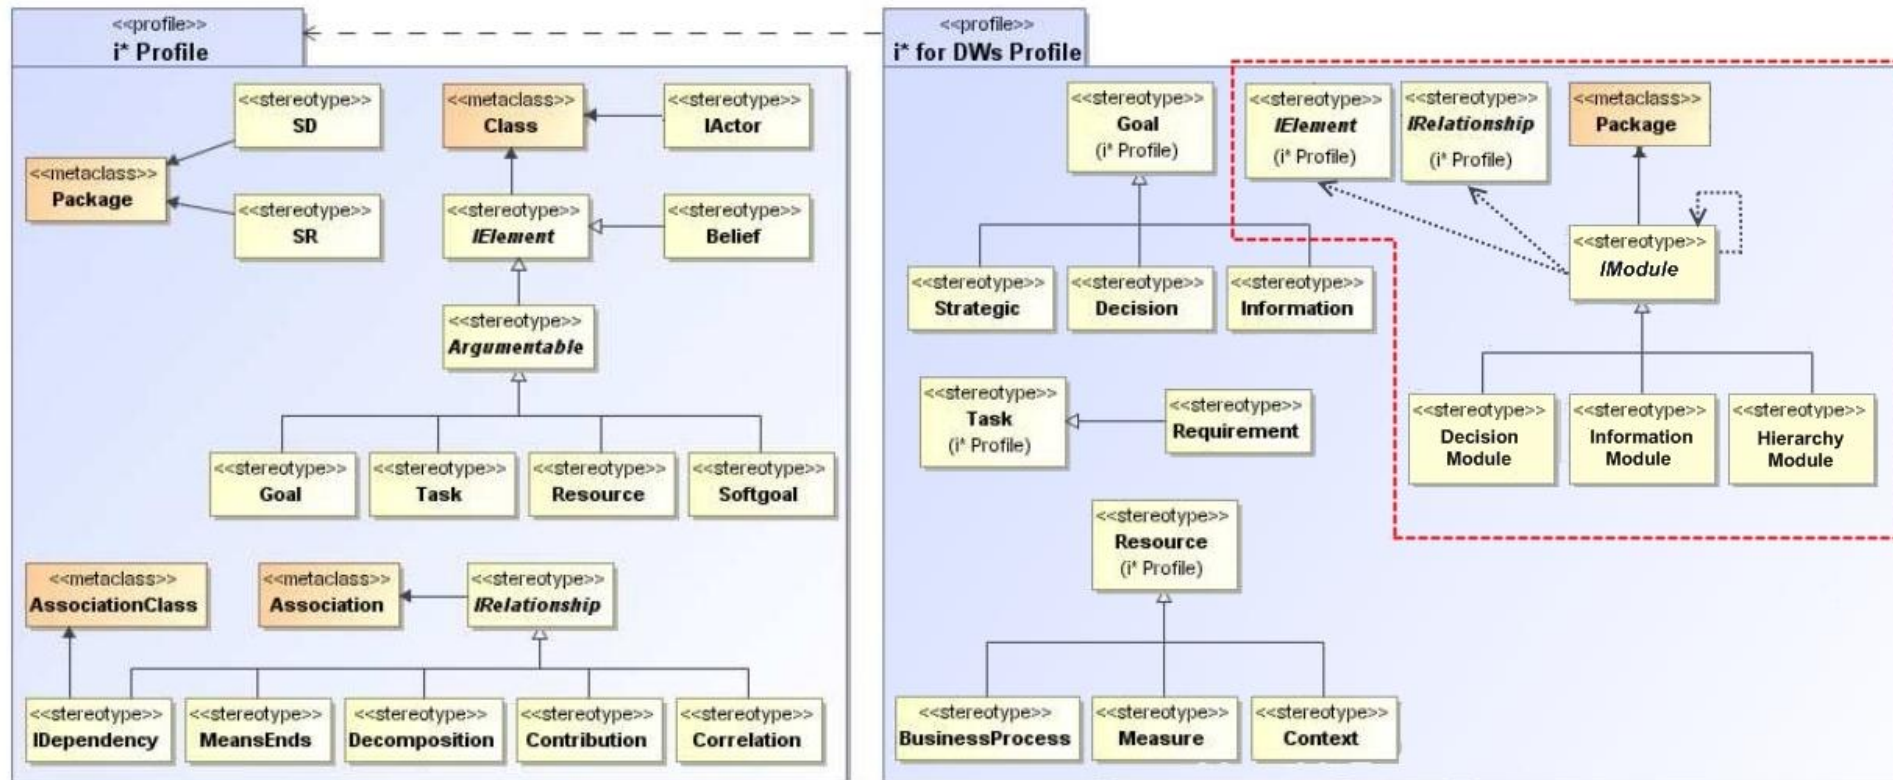 <<profile>>
i* Profile
<<stereotype>>
SD
<<metaclass>>
Class
<<stereotype>>
IActor
<<metaclass>>
Package
<<stereotype>>
SR
<<stereotype>>
IElement
<<stereotype>>
Belief
<<stereotype>>
Argumentable
<<stereotype>>
Goal
<<stereotype>>
Task
<<stereotype>>
Resource
<<stereotype>>
Softgoal
<<metaclass>>
AssociationClass
<<metaclass>>
Association
<<stereotype>>
IRelationship
<<stereotype>>
IDependency
<<stereotype>>
MeansEnds
<<stereotype>>
Decomposition
<<stereotype>>
Contribution
<<stereotype>>
Correlation
<<profile>>
i* for DWs Profile
<<stereotype>>
Goal
(i* Profile)
<<stereotype>>
IElement
(i* Profile)
<<stereotype>>
IRelationship
(i* Profile)
<<metaclass>>
Package
<<stereotype>>
Strategic
<<stereotype>>
Decision
<<stereotype>>
Information
<<stereotype>>
IModule
<<stereotype>>
Task
(i* Profile)
<<stereotype>>
Requirement
<<stereotype>>
Decision
Module
<<stereotype>>
Information
Module
<<stereotype>>
Hierarchy
Module
<<stereotype>>
Resource
(i* Profile)
<<stereotype>>
BusinessProcess
<<stereotype>>
Measure
<<stereotype>>
Context